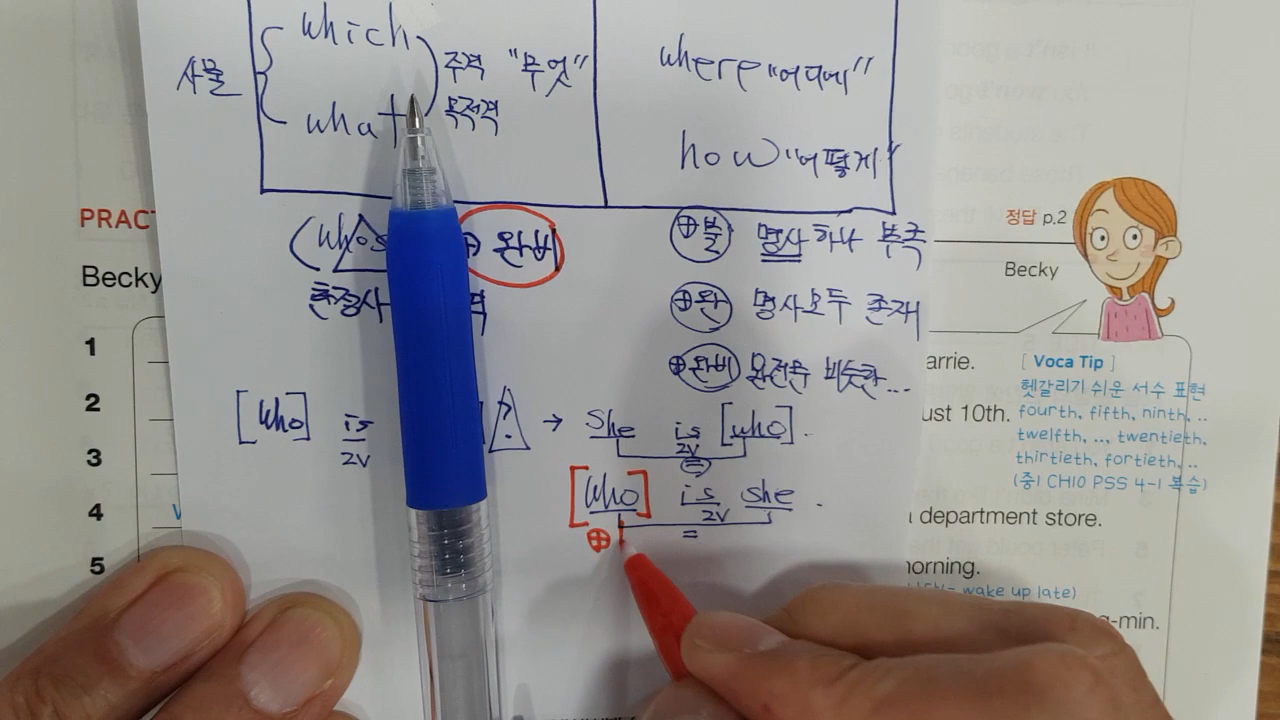 which
사물
주격 "무엇"
what
목적격
where "어디에"
how "어떻게"
PRACT
정답 p.2
Becky
Becky
⊕ 완비
⊕불 명사 하나 부족
⊕완 명사 모두 존재
⊕완비 완전문 비슷한...
[who] is ? → she is [who].
2V 2V =
[who] is she .
2V
⊕ =
1
2
3
4
5
arrie.
ust 10th.
department store.
orning.
wake up late)
g-min.
[ Voca Tip ]
헷갈리기 쉬운 서수 표현
fourth, fifth, ninth, ..
twelfth, .., twentieth,
thirtieth, fortieth, ..
(중1 CH10 PSS 4-1 복습)